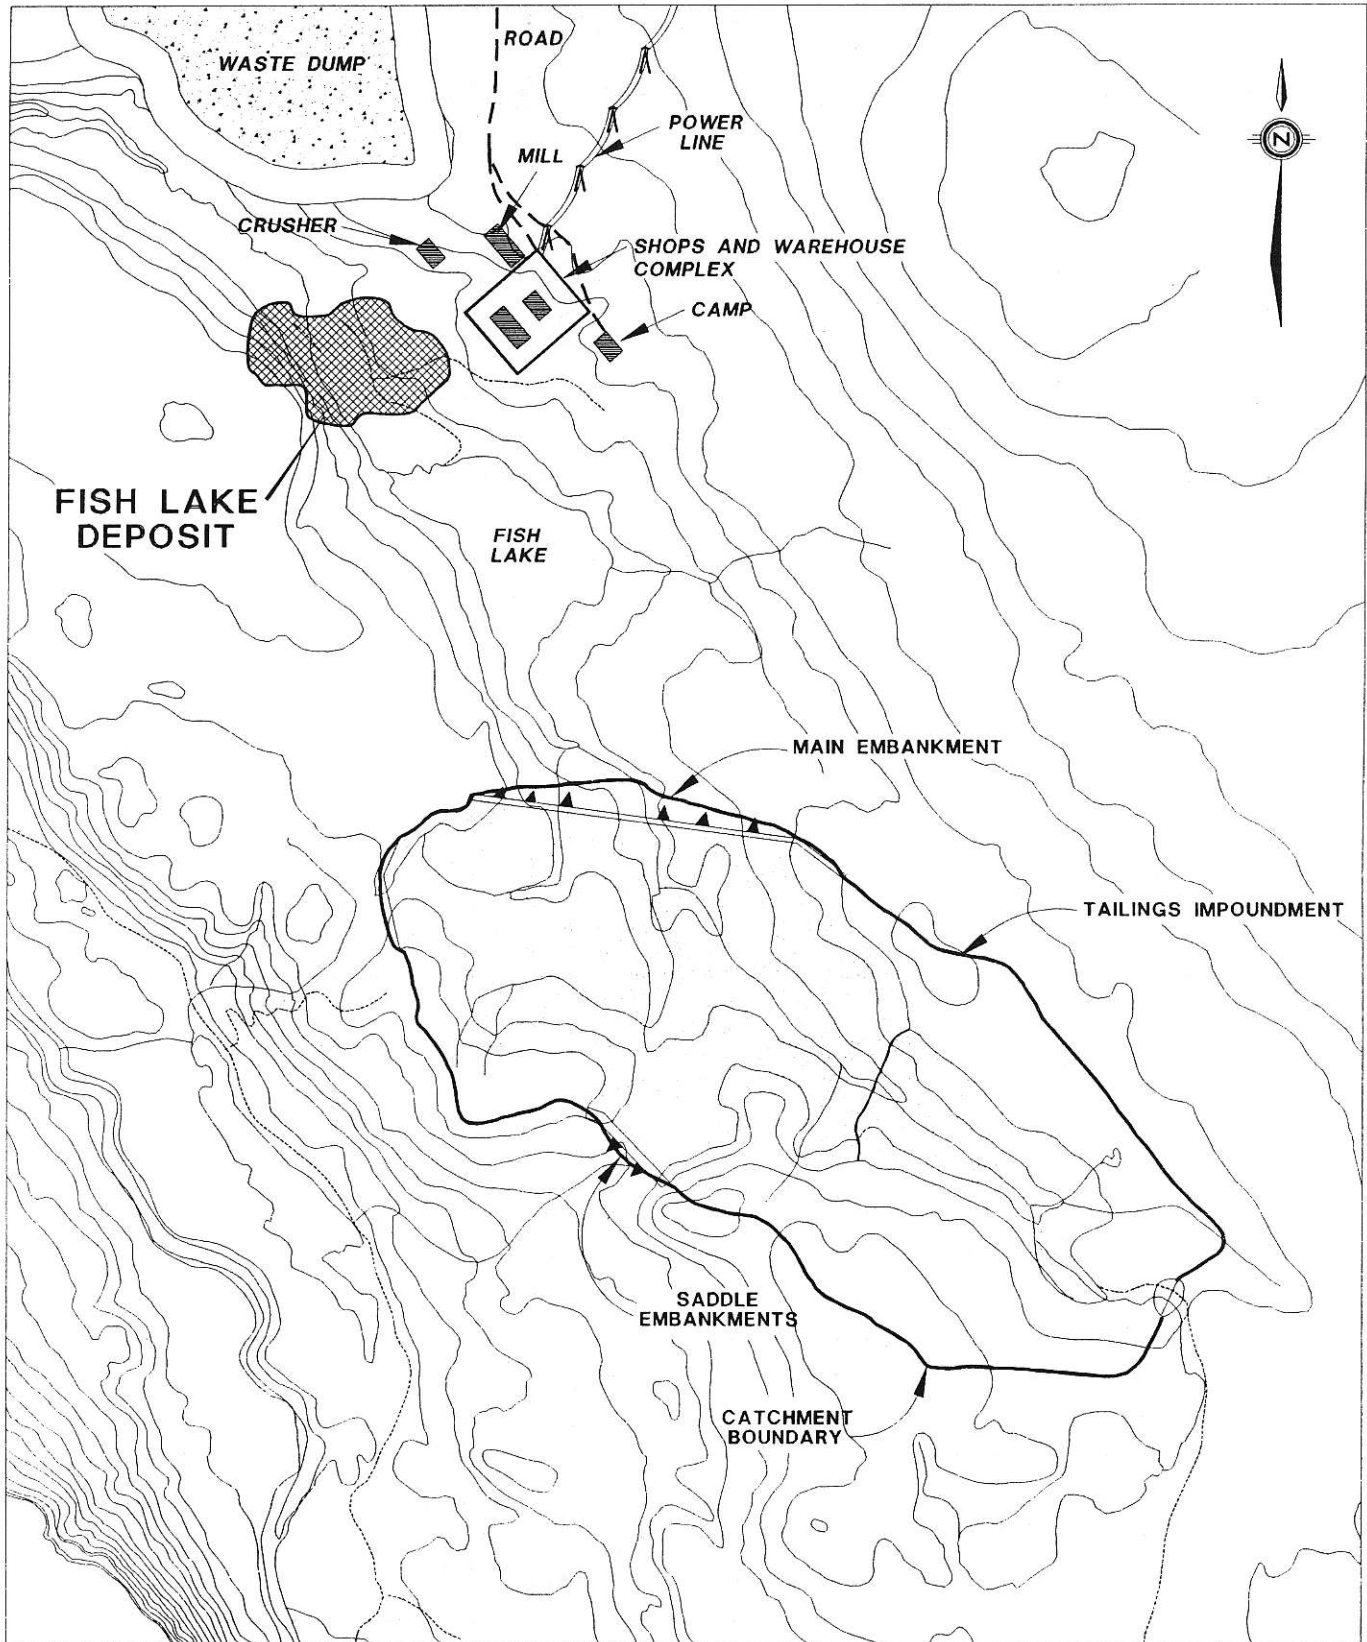 ROAD
WASTE DUMP
POWER
LINE
MILL
N
CRUSHER
SHOPS AND WAREHOUSE
COMPLEX
CAMP
FISH LAKE
DEPOSIT
FISH
LAKE
MAIN EMBANKMENT
TAILINGS IMPOUNDMENT
SADDLE
EMBANKMENTS
CATCHMENT
BOUNDARY